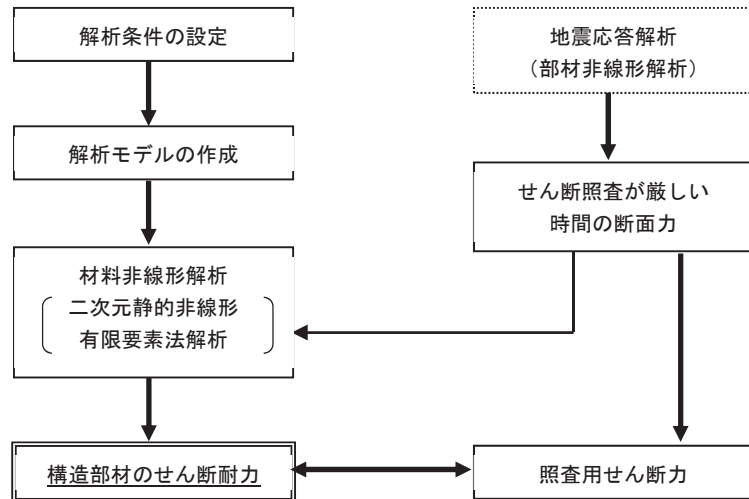 解析条件の設定
解析モデルの作成
材料非線形解析
二次元静的非線形
有限要素法解析
構造部材のせん断耐力
地震応答解析
（部材非線形解析）
せん断照査が厳しい
時間の断面力
照査用せん断力